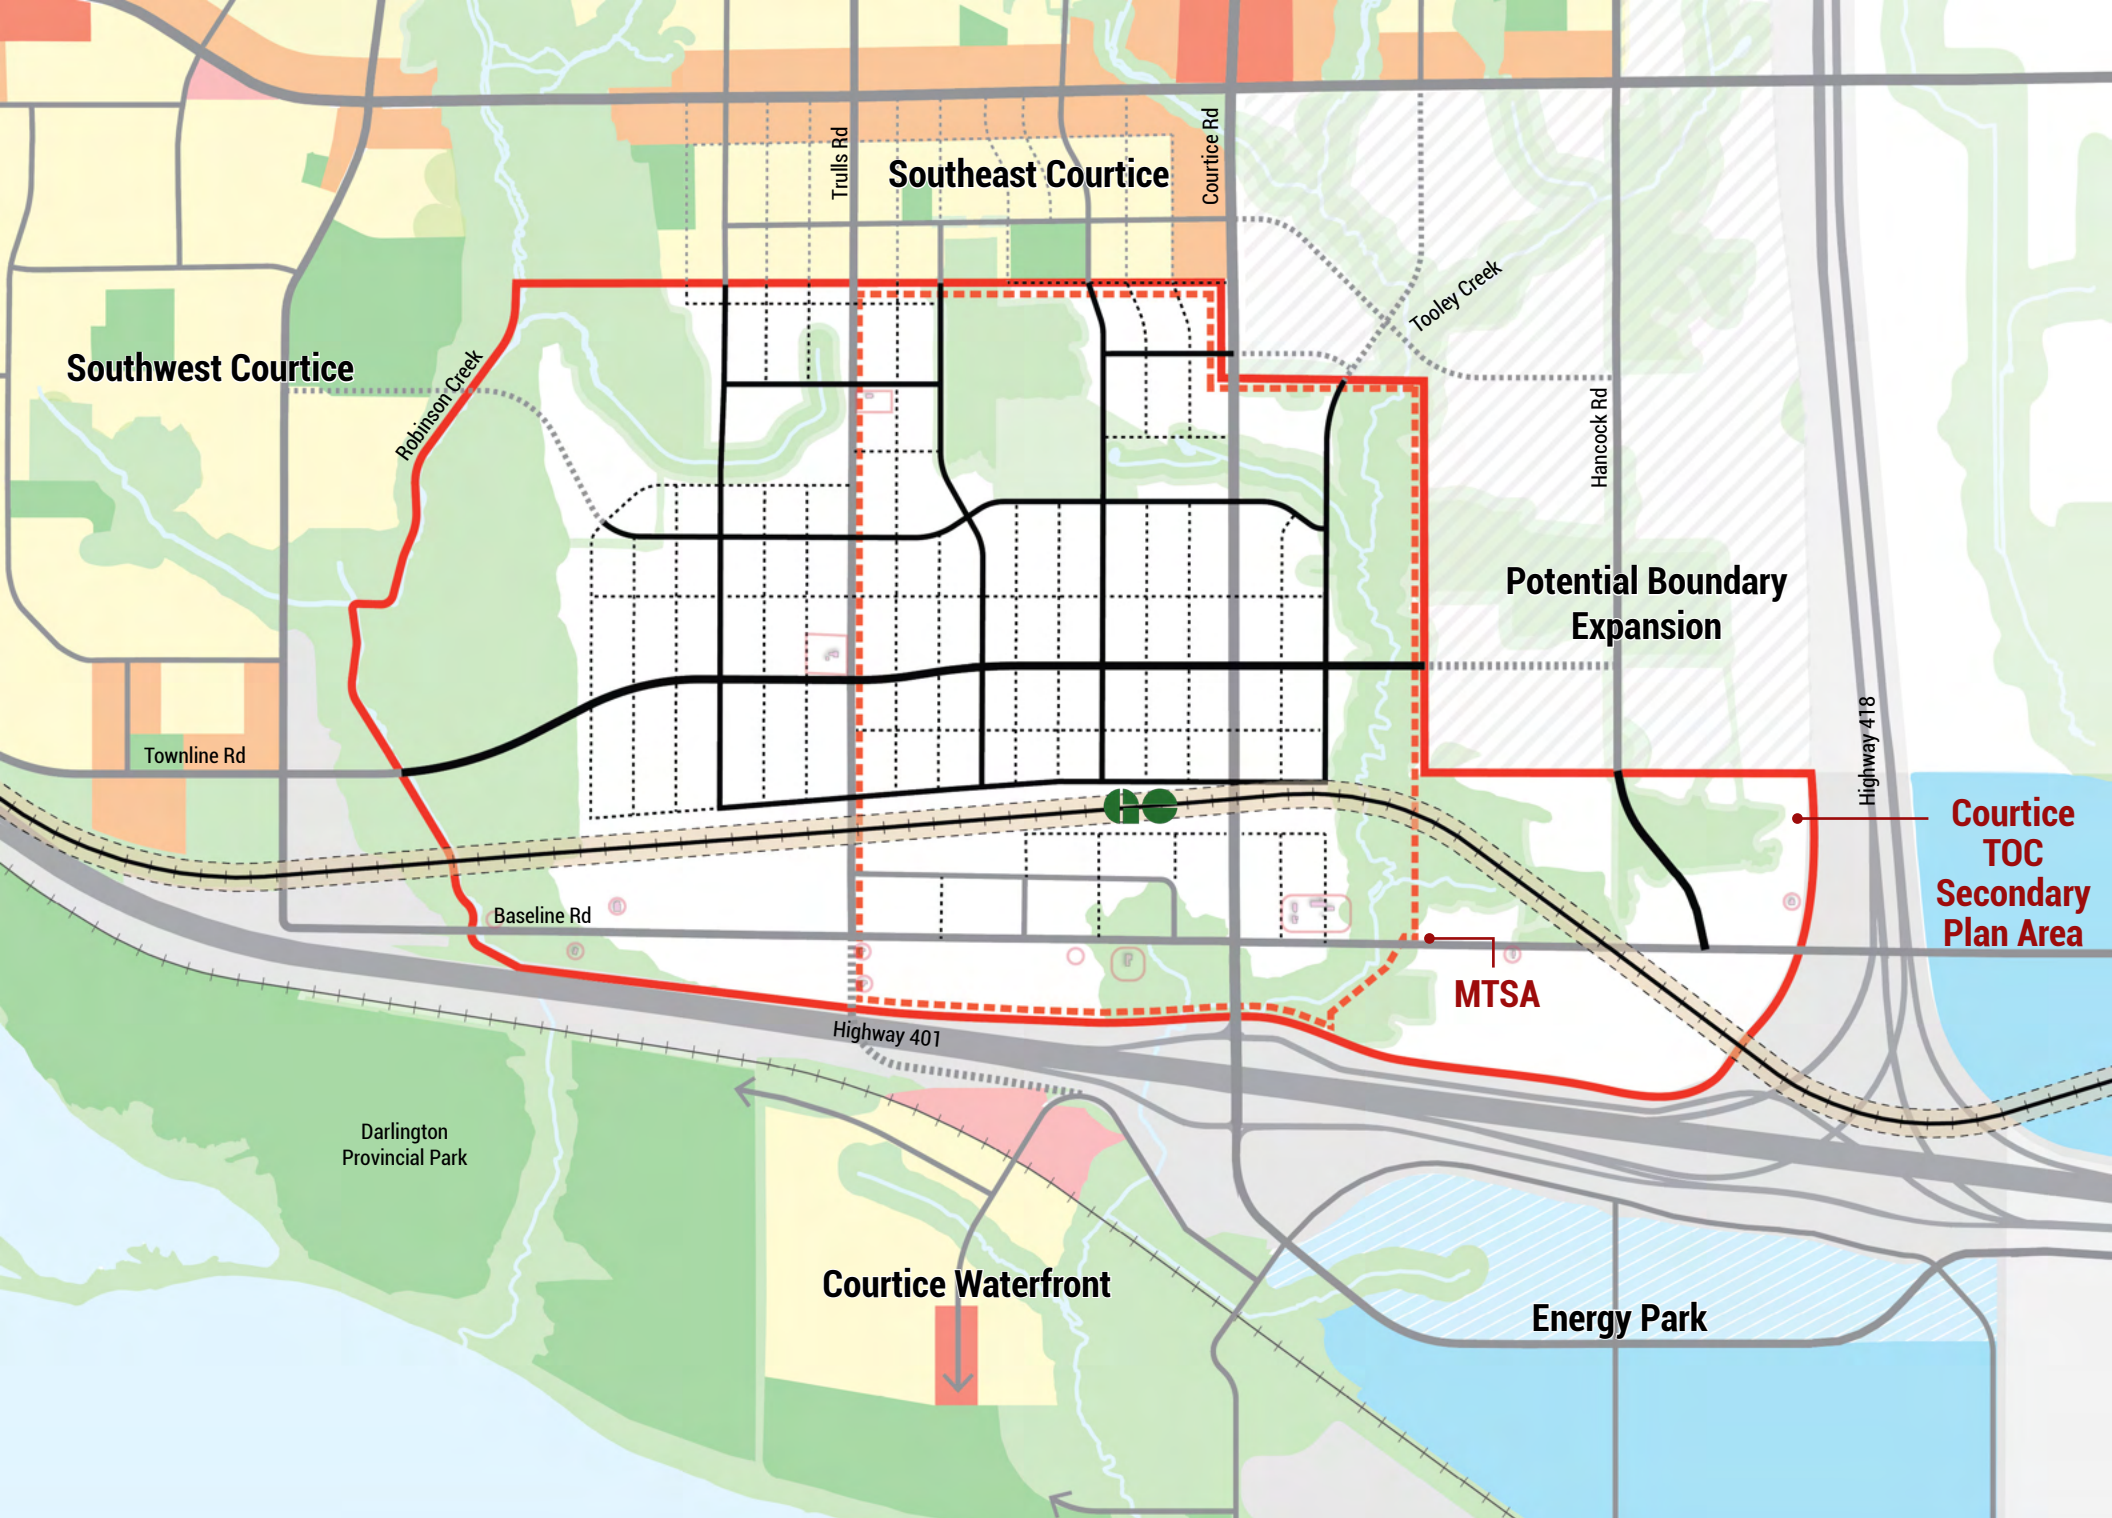 Trulls Rd
Courtice Rd
Southeast Courtice
Tooley Creek
Southwest Courtice
Robinson Creek
Hancock Rd
Potential Boundary
Expansion
Highway 418
Townline Rd
GO
Courtice
TOC
Secondary
Plan Area
Baseline Rd
MTSA
Highway 401
Darlington
Provincial Park
Courtice Waterfront
Energy Park